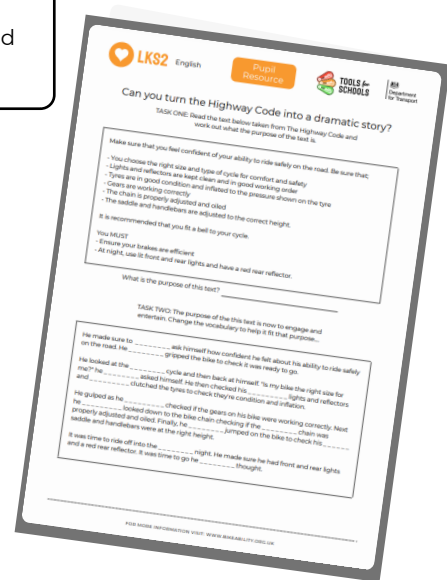 d
LKS2 English
Pupil
Resource
TOOLS for
SCHOOLS
Department
for Transport
Can you turn the Highway Code into a dramatic story?
TASK ONE: Read the text below taken from The Highway Code and
work out what the purpose of the text is.
Make sure that you feel confident of your ability to ride safely on the road. Be sure that;
- You choose the right size and type of cycle for comfort and safety
- Lights and reflectors are kept clean and in good working order
- Tyres are in good condition and inflated to the pressure shown on the tyre
- Gears are working correctly
- The chain is properly adjusted and oiled
- The saddle and handlebars are adjusted to the correct height.
It is recommended that you fit a bell to your cycle.
You MUST
- Ensure your brakes are efficient
- At night, use lit front and rear lights and have a red rear reflector.
What is the purpose of this text? ____________________
TASK TWO: The purpose of the this text is now to engage and
entertain. Change the vocabulary to help it fit that purpose...
He made sure to ________ ask himself how confident he felt about his ability to ride safely
on the road. He ________ gripped the bike to check it was ready to go.
He looked at the ________ cycle and then back at himself. "Is my bike the right size for
me?" he ________ asked himself. He then checked his ________ lights and reflectors
and ________ clutched the tyres to check they're condition and inflation.
He gulped as he ________ checked if the gears on his bike were working correctly. Next
he ________ looked down to the bike chain checking if the ________ chain was
properly adjusted and oiled. Finally, he ________ jumped on the bike to check his ________
saddle and handlebars were at the right height.
It was time to ride off into the ________ night. He made sure he had front and rear lights
and a red rear reflector. It was time to go he ________ thought.
FOR MORE INFORMATION VISIT: WWW.BIKEABILITY.ORG.UK